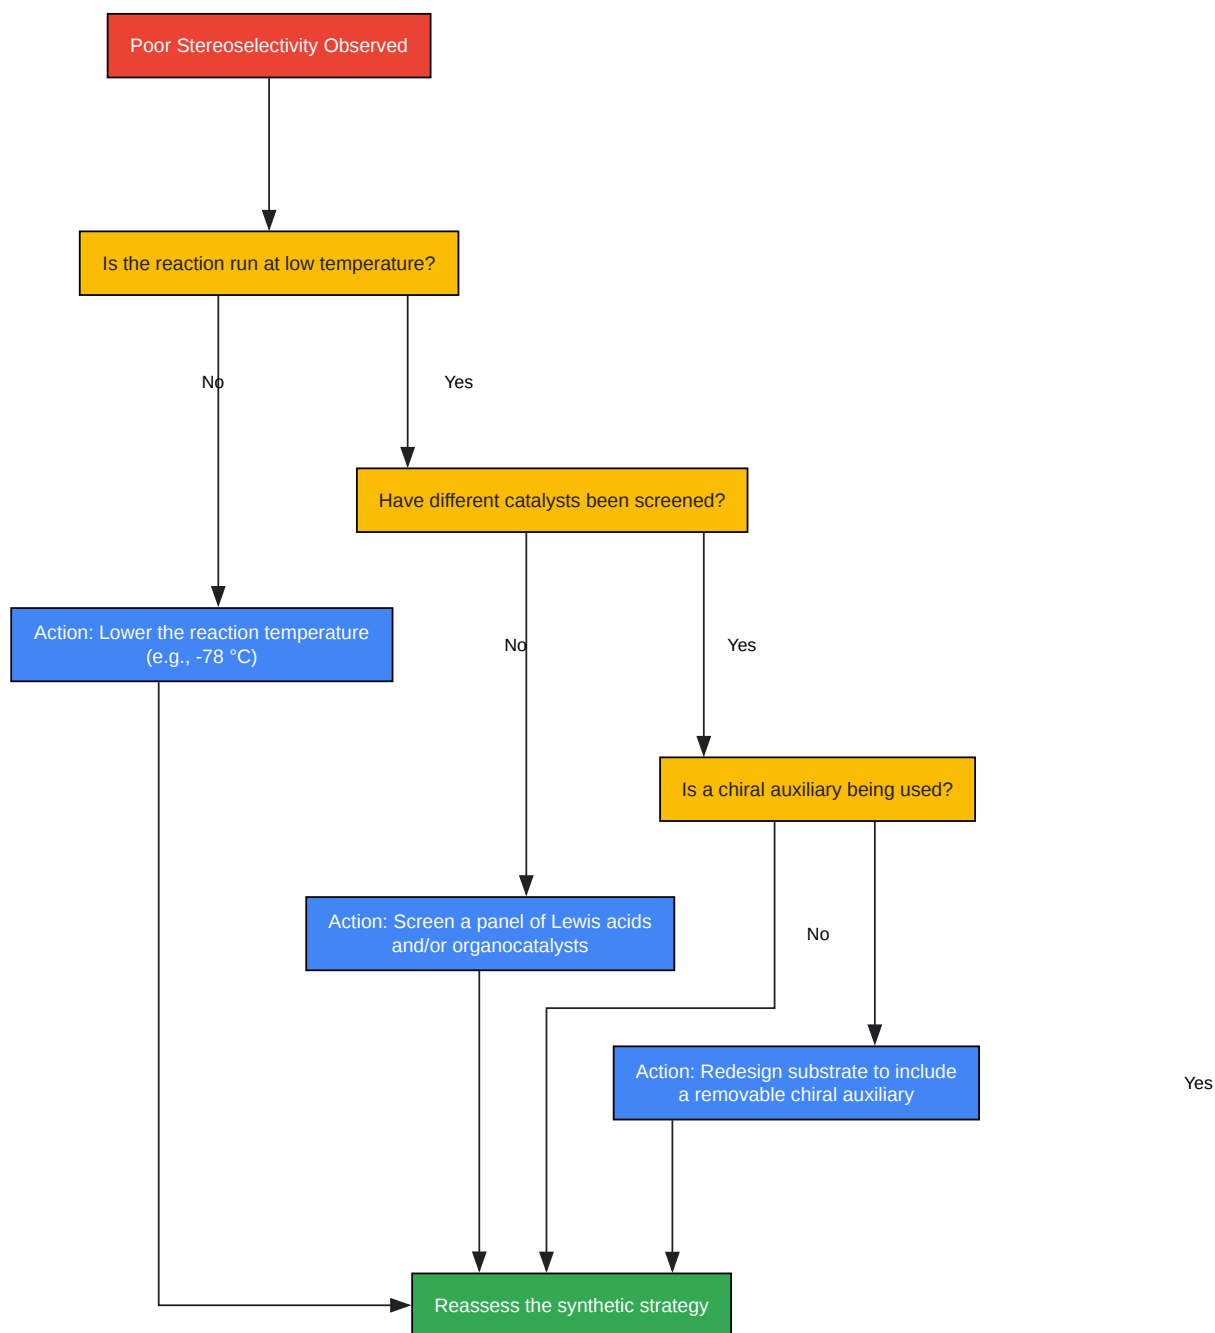 Poor Stereoselectivity Observed
Is the reaction run at low temperature?
No
Yes
Have different catalysts been screened?
Action: Lower the reaction temperature
(e.g., -78 °C)
No
Yes
Is a chiral auxiliary being used?
Action: Screen a panel of Lewis acids
and/or organocatalysts
No
Action: Redesign substrate to include
a removable chiral auxiliary
Yes
Reassess the synthetic strategy